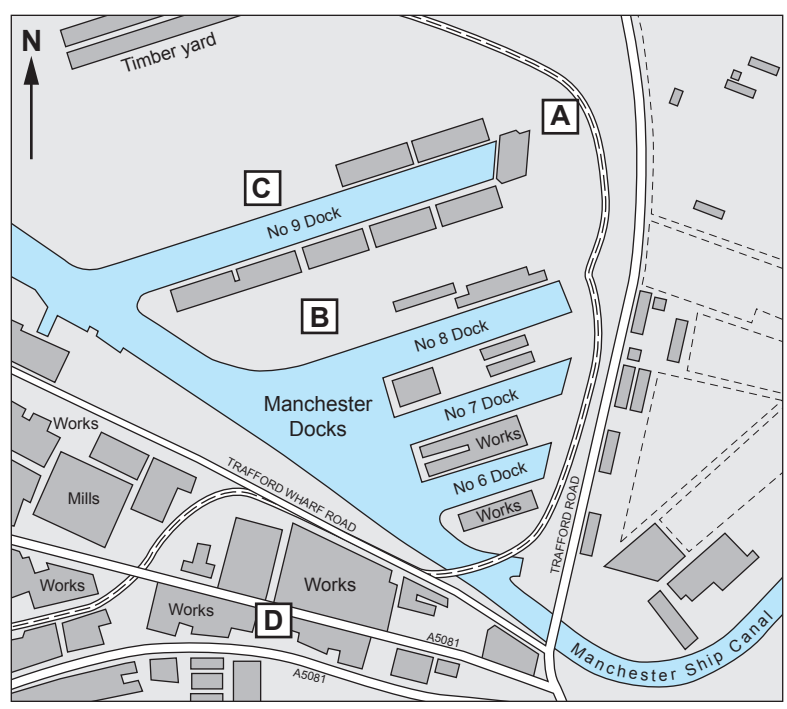 N
Timber yard
A
C
No 9 Dock
B
No 8 Dock
Manchester
Docks
No 7 Dock
Works
Works
No 6 Dock
TRAFFORD WHARF ROAD
Mills
Works
TRAFFORD ROAD
Works
Works
Works
D
A5081
A5081
Manchester Ship Canal